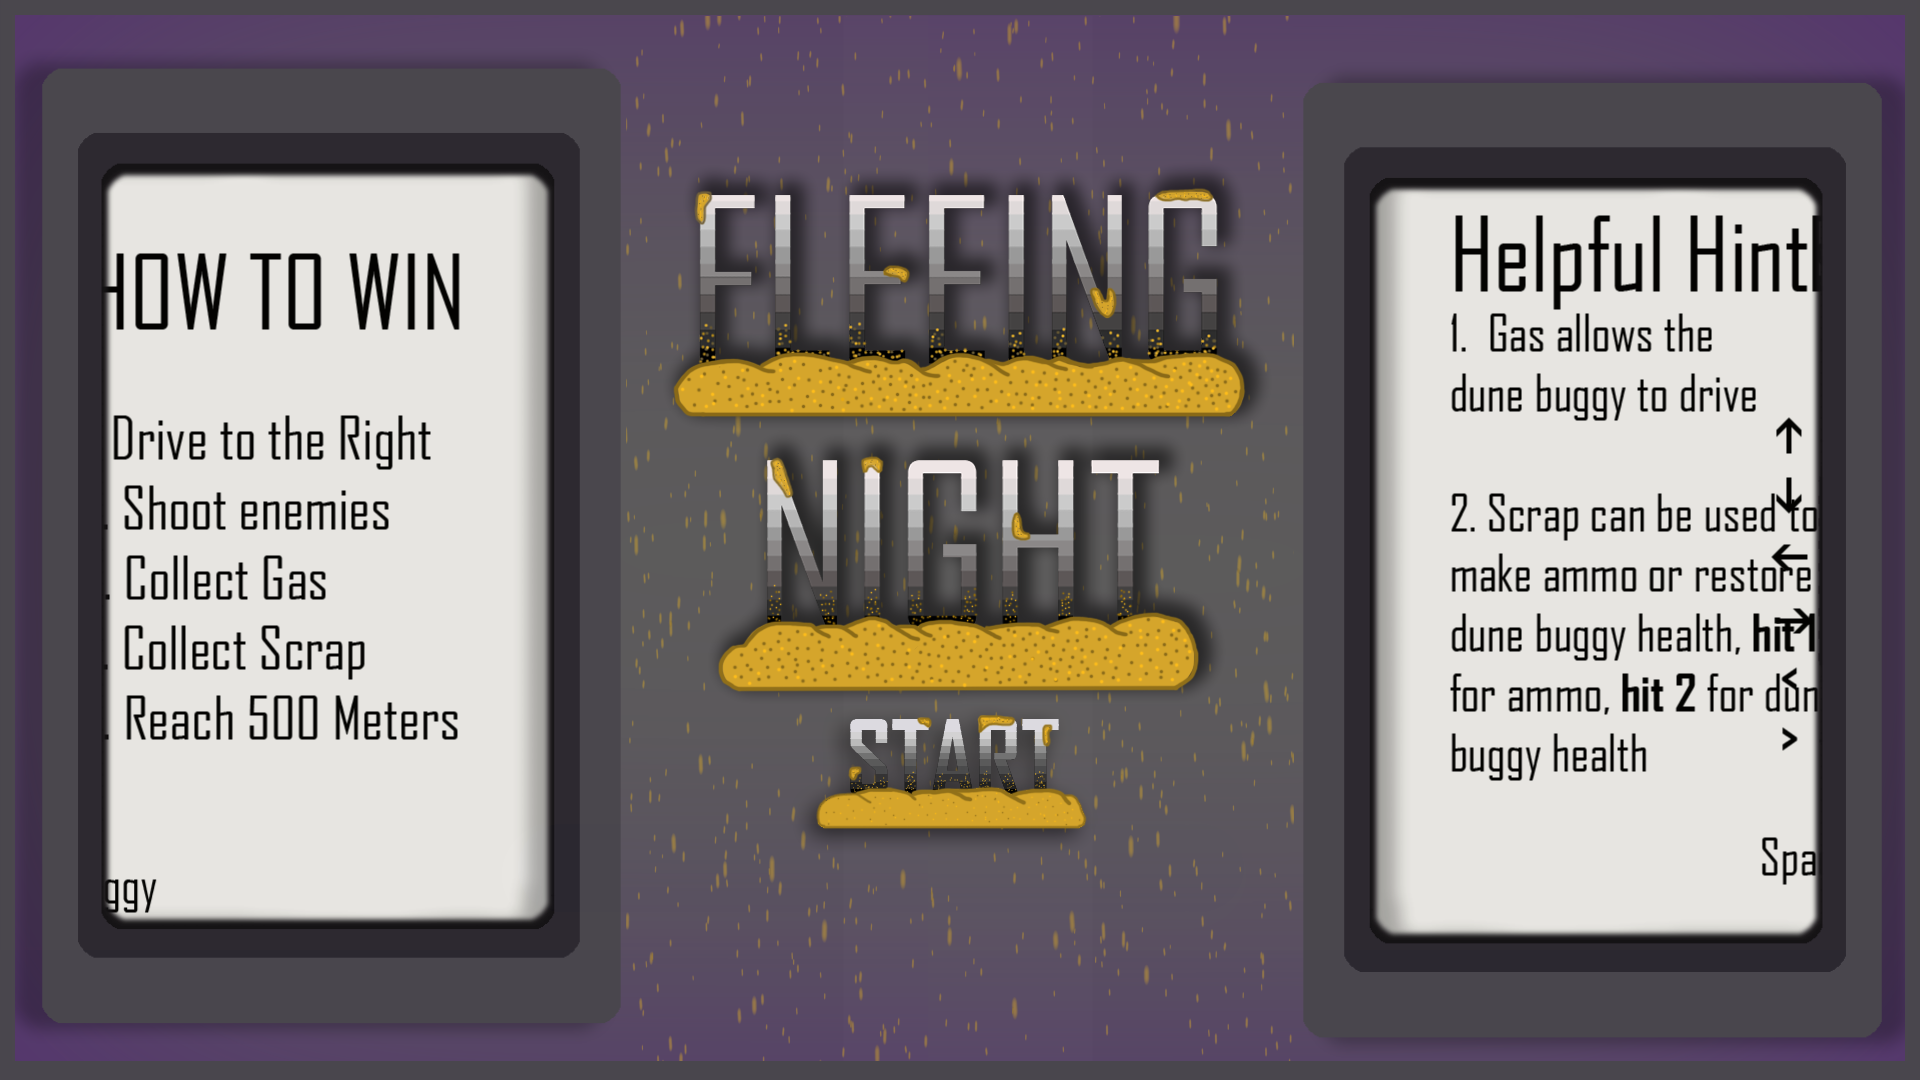 HOW TO WIN
Drive to the Right
. Shoot enemies
. Collect Gas
. Collect Scrap
. Reach 500 Meters
ggy
FLEEING
NIGHT
START
Helpful Hint
1. Gas allows the
dune buggy to drive
↑
↓
2. Scrap can be used to
←
make ammo or restore
→
dune buggy health, hit 1
<
for ammo, hit 2 for dun
>
buggy health
Spa